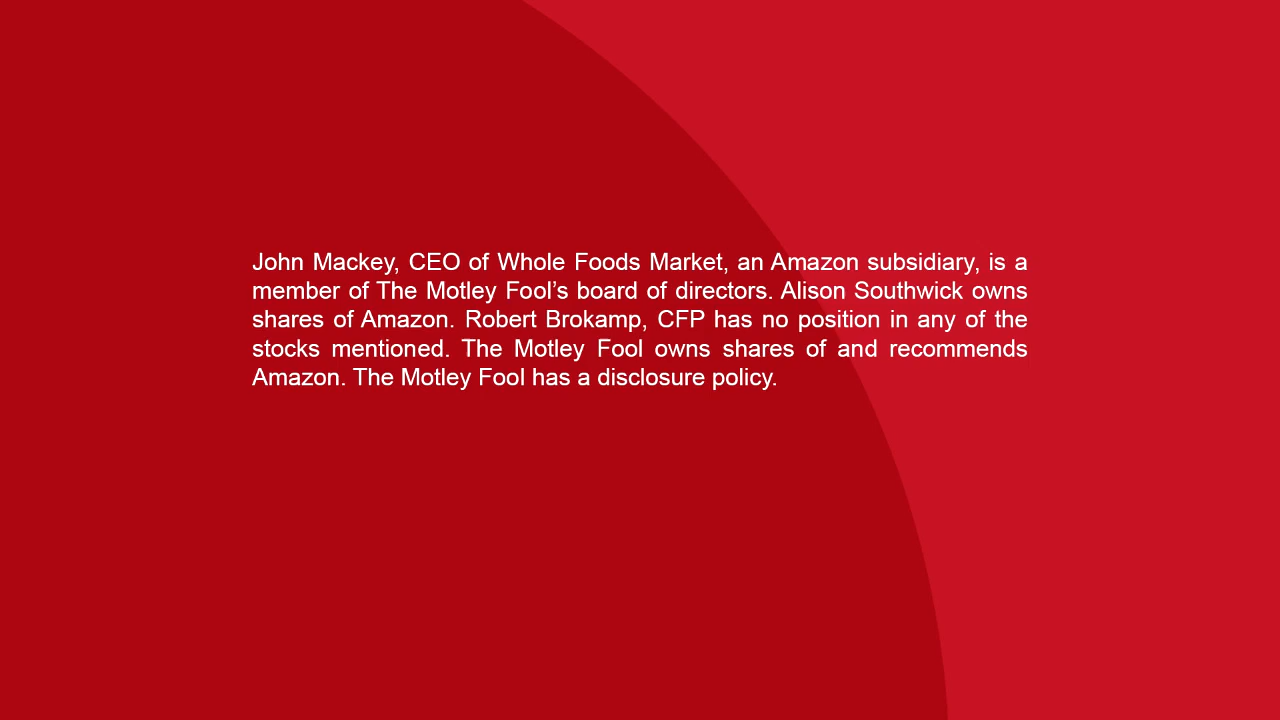 John Mackey, CEO of Whole Foods Market, an Amazon subsidiary, is a
member of The Motley Fool’s board of directors. Alison Southwick owns
shares of Amazon. Robert Brokamp, CFP has no position in any of the
stocks mentioned. The Motley Fool owns shares of and recommends
Amazon. The Motley Fool has a disclosure policy.